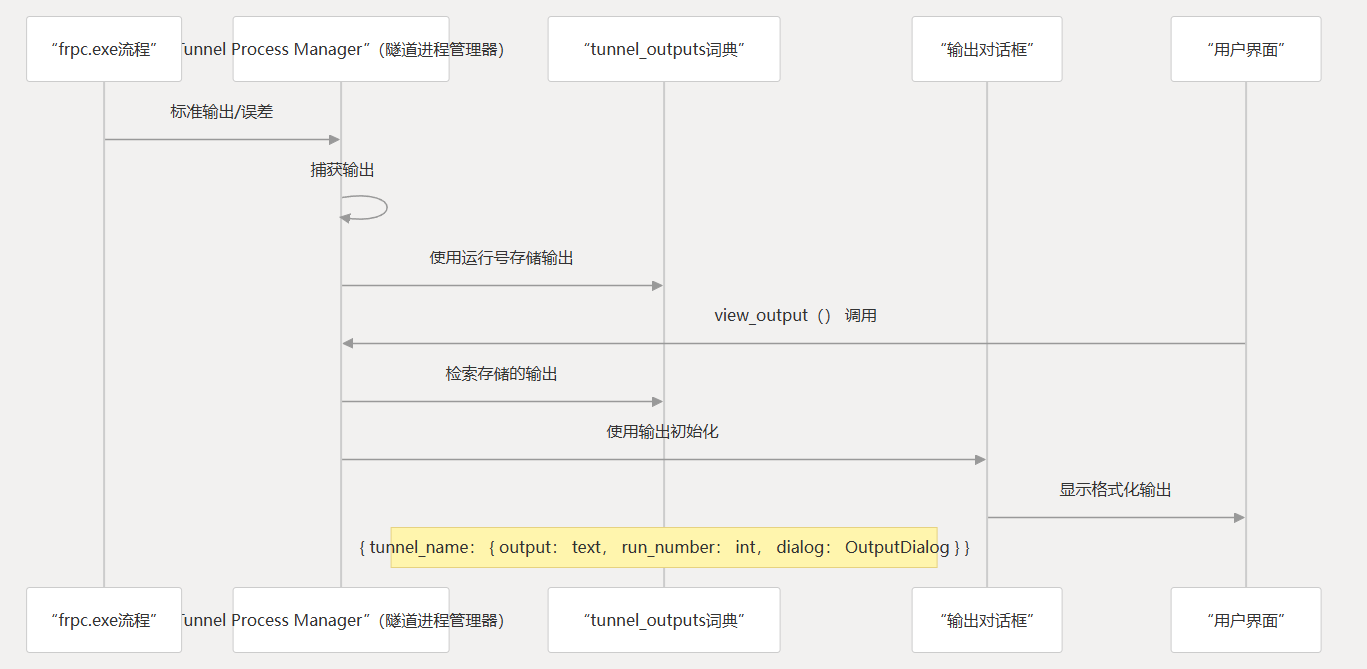 “frpc.exe流程”
Tunnel Process Manager”（隧道进程管理器）
“tunnel_outputs词典”
“输出对话框”
“用户界面”
标准输出/误差
捕获输出
使用运行号存储输出
view_output（） 调用
检索存储的输出
使用输出初始化
显示格式化输出
{ tunnel_name： { output： text， run_number： int， dialog： OutputDialog } }
“frpc.exe流程”
Tunnel Process Manager”（隧道进程管理器）
“tunnel_outputs词典”
“输出对话框”
“用户界面”